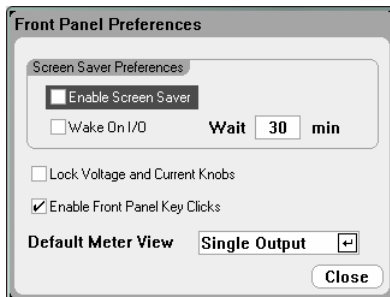 Front Panel Preferences
Screen Saver Preferences
Enable Screen Saver
Wake On I/O Wait 30 min
Lock Voltage and Current Knobs
Enable Front Panel Key Clicks
Default Meter View Single Output
Close